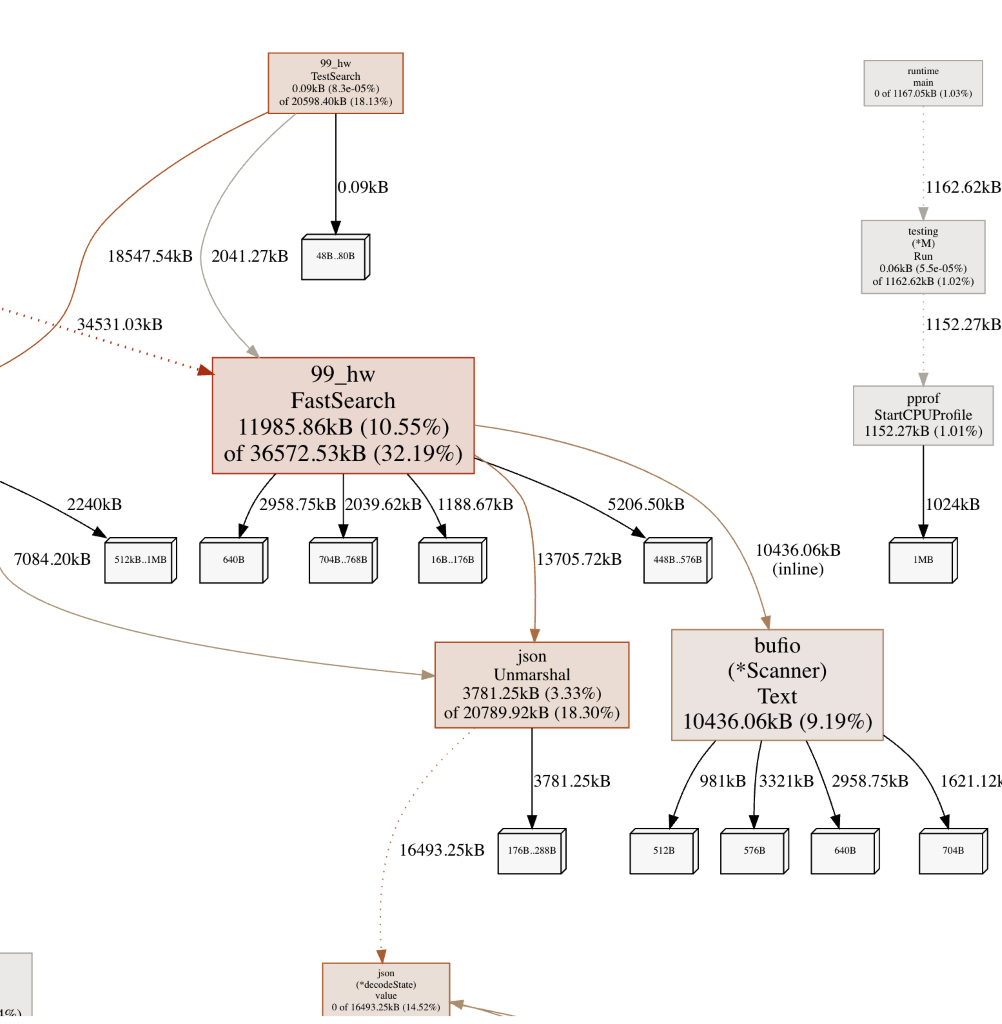 99_hw
TestSearch
0.09kB (8.3e-05%)
of 20598.40kB (18.13%)
runtime
main
0 of 1167.05kB (1.03%)
0.09kB
1162.62kB
18547.54kB
2041.27kB
48B..80B
testing
(*M)
Run
0.06kB (5.5e-05%)
of 1162.62kB (1.02%)
34531.03kB
1152.27kB
99_hw
FastSearch
11985.86kB (10.55%)
of 36572.53kB (32.19%)
pprof
StartCPUProfile
1152.27kB (1.01%)
2240kB
2958.75kB
2039.62kB
1188.67kB
5206.50kB
1024kB
7084.20kB
512kB..1MB
640B
704B..768B
16B..176B
13705.72kB
448B..576B
10436.06kB
(inline)
1MB
json
Unmarshal
3781.25kB (3.33%)
of 20789.92kB (18.30%)
bufio
(*Scanner)
Text
10436.06kB (9.19%)
3781.25kB
981kB
3321kB
2958.75kB
1621.12k
16493.25kB
176B..288B
512B
576B
640B
704B
json
(*decodeState)
value
0 of 16493.25kB (14.52%)